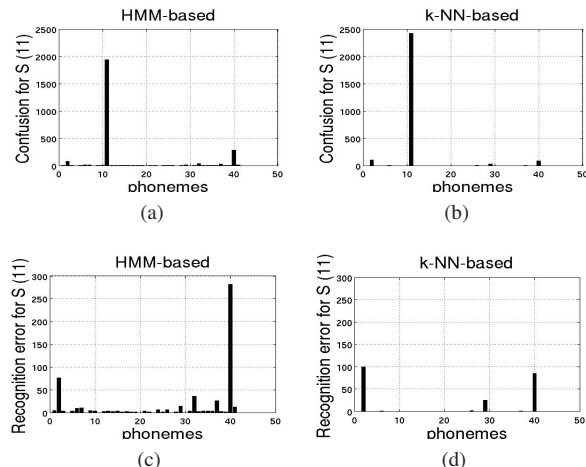 HMM-based
Confusion for S (11)
2500
2000
1500
1000
500
0
0 10 20 30 40 50
phonemes
(a)
k-NN-based
Confusion for S (11)
2500
2000
1500
1000
500
0
0 10 20 30 40 50
phonemes
(b)
HMM-based
Recognition error for S (11)
300
250
200
150
100
50
0
0 10 20 30 40 50
phonemes
(c)
k-NN-based
Recognition error for S (11)
300
250
200
150
100
50
0
0 10 20 30 40 50
phonemes
(d)